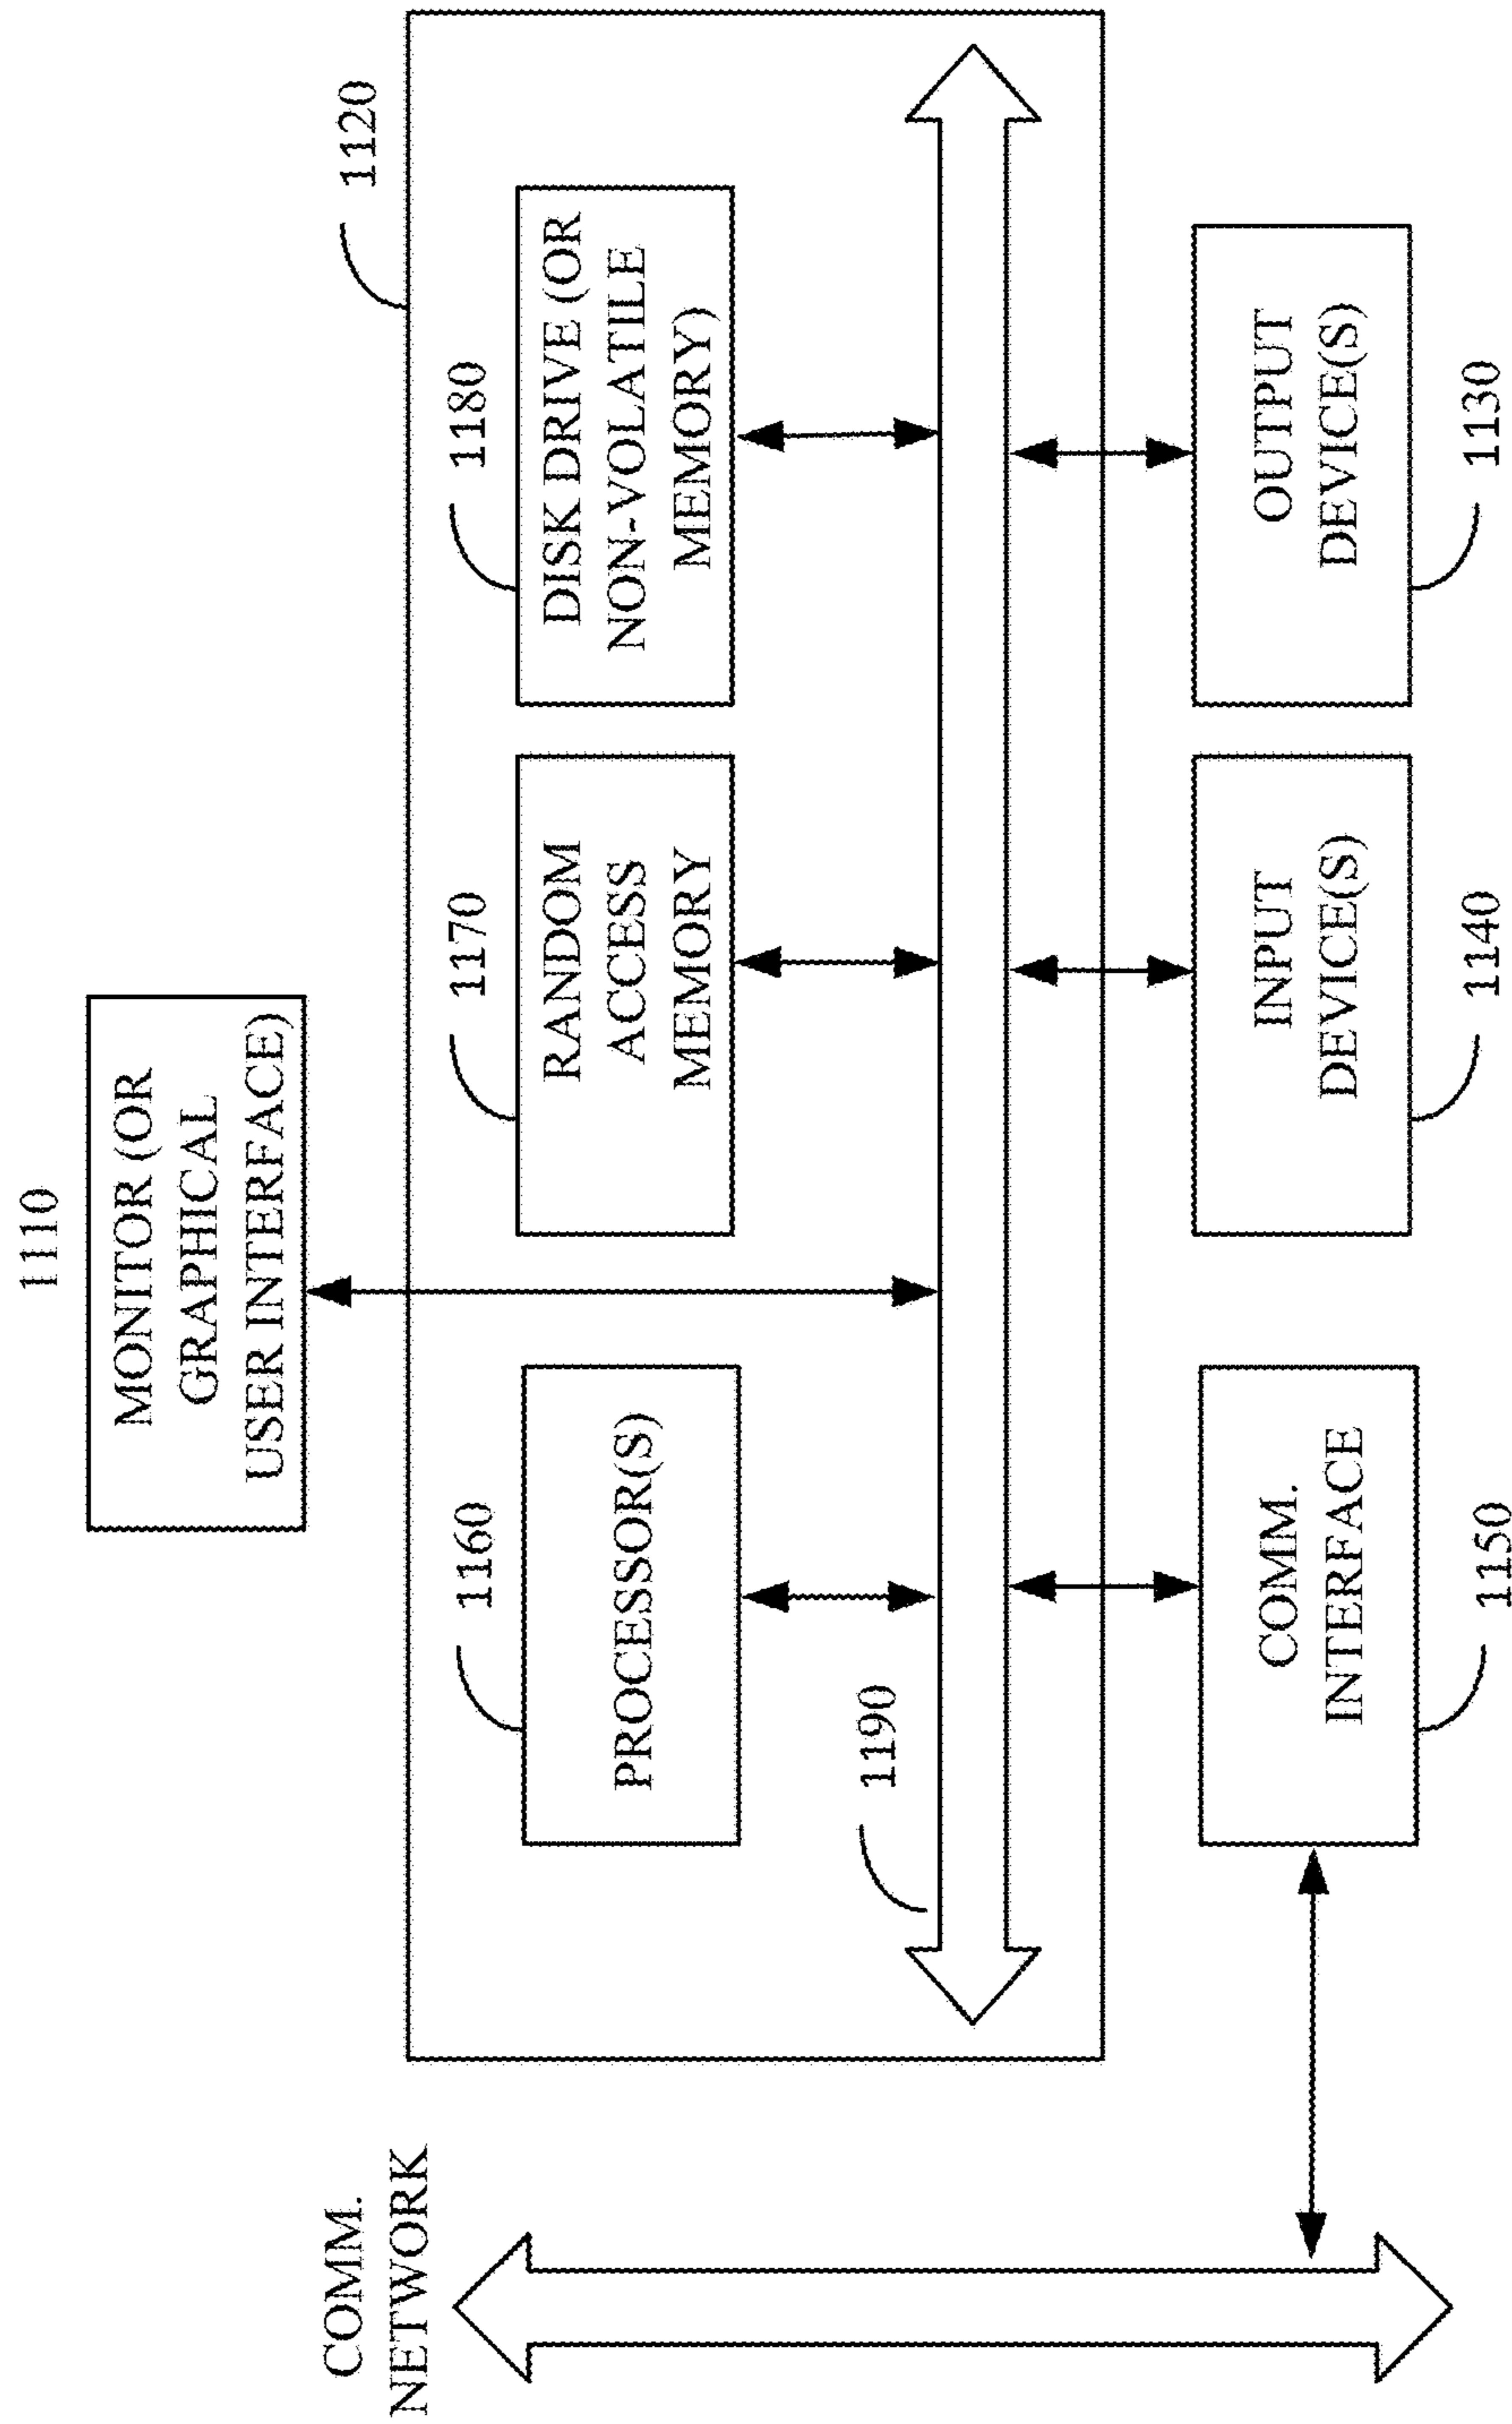 1110
MONITOR (OR
GRAPHICAL
USER INTERFACE)
1120
COMM.
NETWORK
1160
PROCESSOR(S)
1170
RANDOM
ACCESS
MEMORY
1180
DISK DRIVE (OR
NON-VOLATILE
MEMORY)
1190
COMM.
INTERFACE
1150
INPUT
DEVICE(S)
1140
OUTPUT
DEVICE(S)
1130